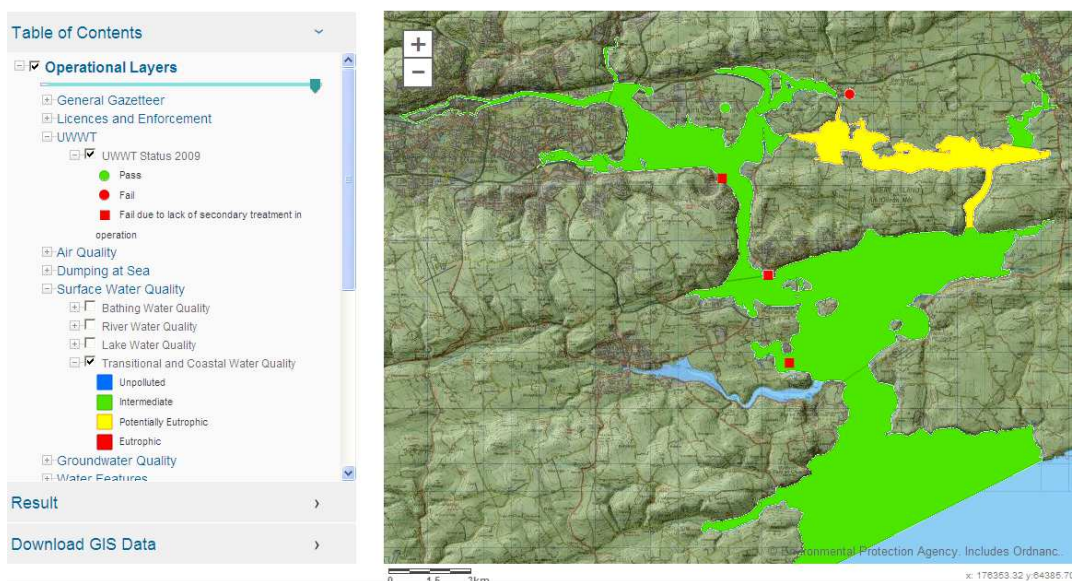 Table of Contents
Operational Layers
General Gazetteer
Licences and Enforcement
UWWT
UWWT Status 2009
Pass
Fail
Fail due to lack of secondary treatment in
operation
Air Quality
Dumping at Sea
Surface Water Quality
Bathing Water Quality
River Water Quality
Lake Water Quality
Transitional and Coastal Water Quality
Unpolluted
Intermediate
Potentially Eutrophic
Eutrophic
Groundwater Quality
Water Features
Result
Download GIS Data
+
−
© Environmental Protection Agency. Includes Ordnanc...
0 1.5 3km
x: 176353.32 y:64385.70